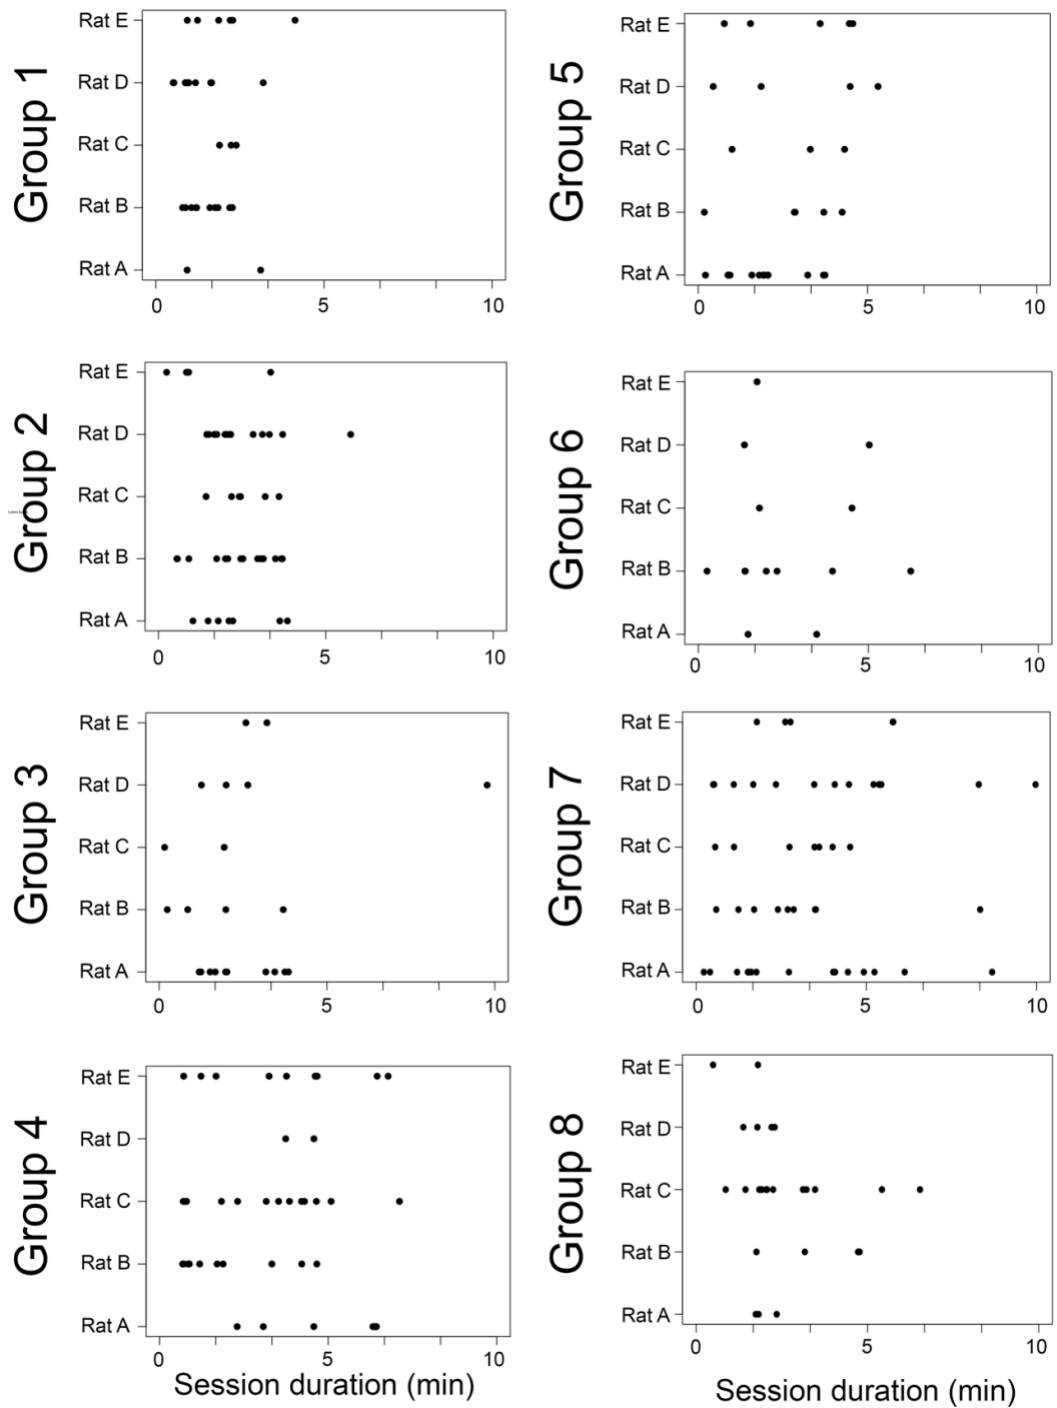 Group 1
Rat E
Rat D
Rat C
Rat B
Rat A
0 5 10
Group 2
Rat E
Rat D
Rat C
Rat B
Rat A
0 5 10
Group 3
Rat E
Rat D
Rat C
Rat B
Rat A
0 5 10
Group 4
Rat E
Rat D
Rat C
Rat B
Rat A
0 5 10
Session duration (min)
Group 5
Rat E
Rat D
Rat C
Rat B
Rat A
0 5 10
Group 6
Rat E
Rat D
Rat C
Rat B
Rat A
0 5 10
Group 7
Rat E
Rat D
Rat C
Rat B
Rat A
0 5 10
Group 8
Rat E
Rat D
Rat C
Rat B
Rat A
0 5 10
Session duration (min)